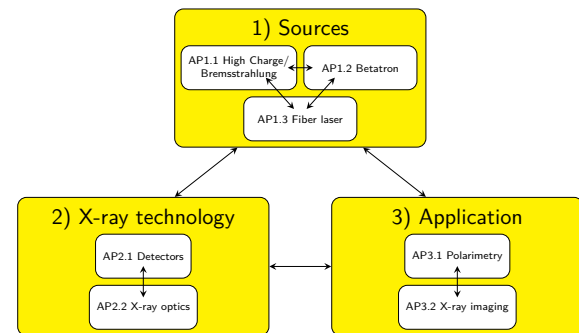 1) Sources
AP1.1 High Charge/
Bremsstrahlung
AP1.2 Betatron
AP1.3 Fiber laser
2) X-ray technology
AP2.1 Detectors
AP2.2 X-ray optics
3) Application
AP3.1 Polarimetry
AP3.2 X-ray imaging